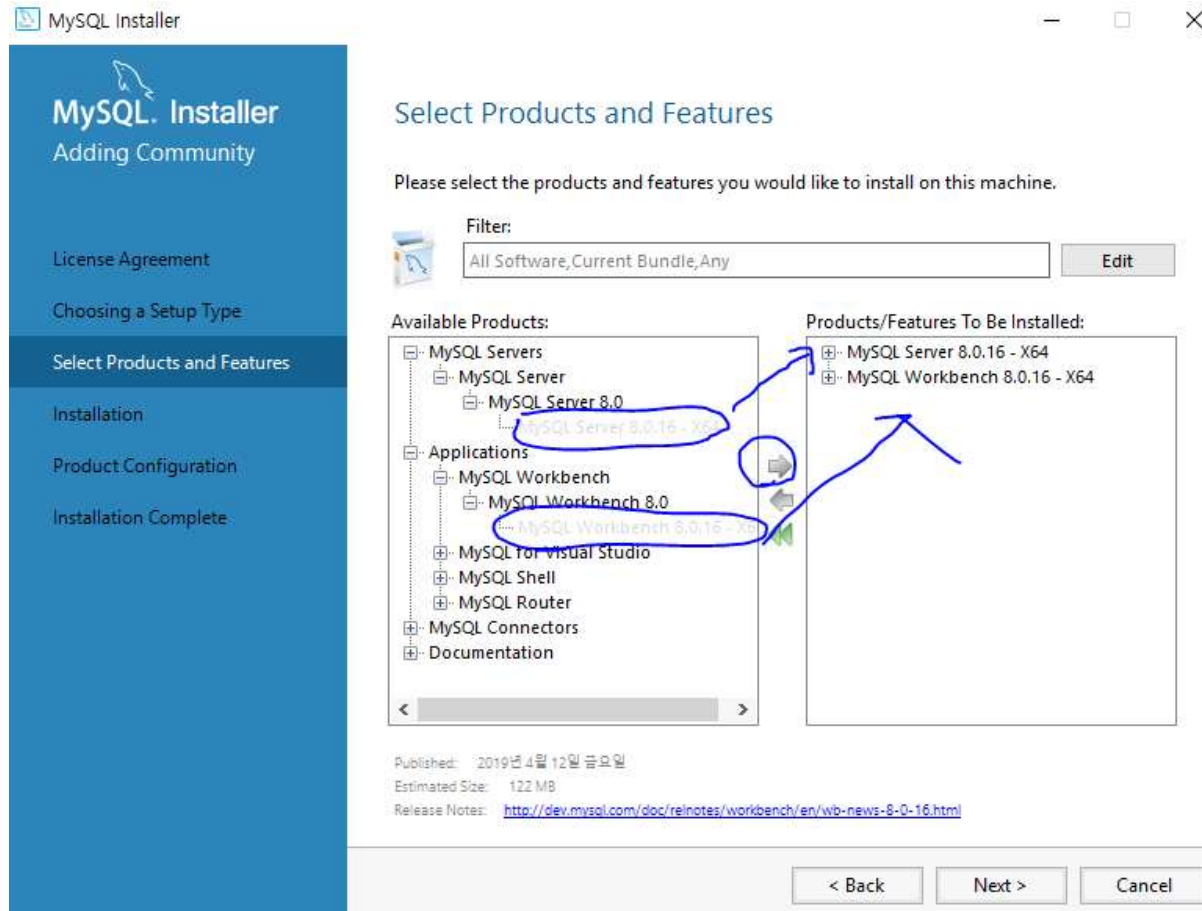 MySQL Installer
MySQL. Installer
Adding Community
License Agreement
Choosing a Setup Type
Select Products and Features
Installation
Product Configuration
Installation Complete
Select Products and Features
Please select the products and features you would like to install on this machine.
Filter:
All Software,Current Bundle,Any
Edit
Available Products:
MySQL Servers
MySQL Server
MySQL Server 8.0
MySQL Server 8.0.16 - X64
Applications
MySQL Workbench
MySQL Workbench 8.0
MySQL Workbench 8.0.16 - X6
MySQL for Visual Studio
MySQL Shell
MySQL Router
MySQL Connectors
Documentation
Products/Features To Be Installed:
MySQL Server 8.0.16 - X64
MySQL Workbench 8.0.16 - X64
Published: 2019년 4월 12일 금요일
Estimated Size: 122 MB
Release Notes: http://dev.mysql.com/doc/relnotes/workbench/en/wb-news-8-0-16.html
< Back
Next >
Cancel